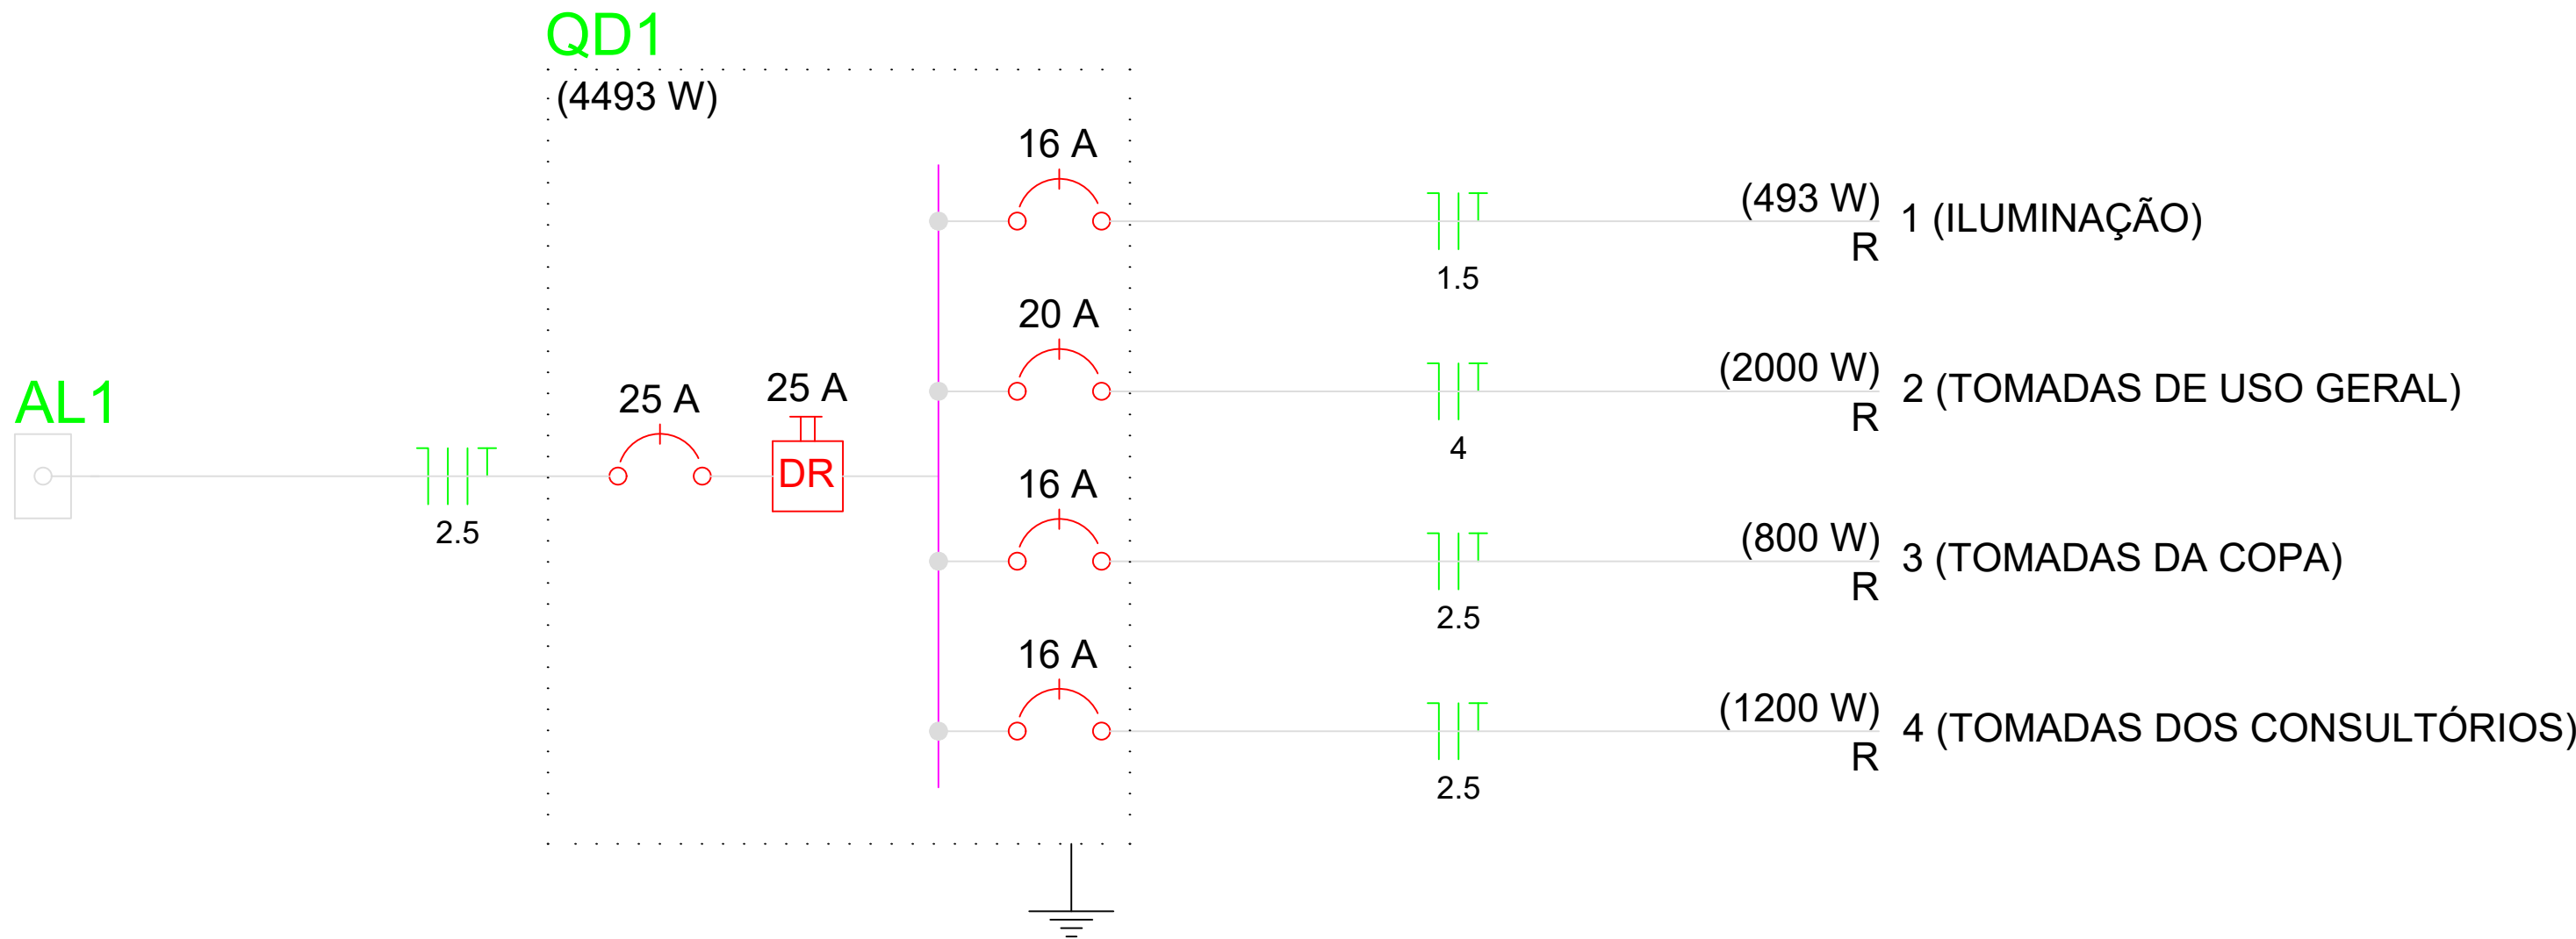 QD1
(4493 W)
16 A
(493 W)
1 (ILUMINAÇÃO)
R
1.5
20 A
(2000 W)
2 (TOMADAS DE USO GERAL)
R
4
AL1
2.5
25 A
25 A
DR
16 A
(800 W)
3 (TOMADAS DA COPA)
R
2.5
16 A
(1200 W)
4 (TOMADAS DOS CONSULTÓRIOS)
R
2.5